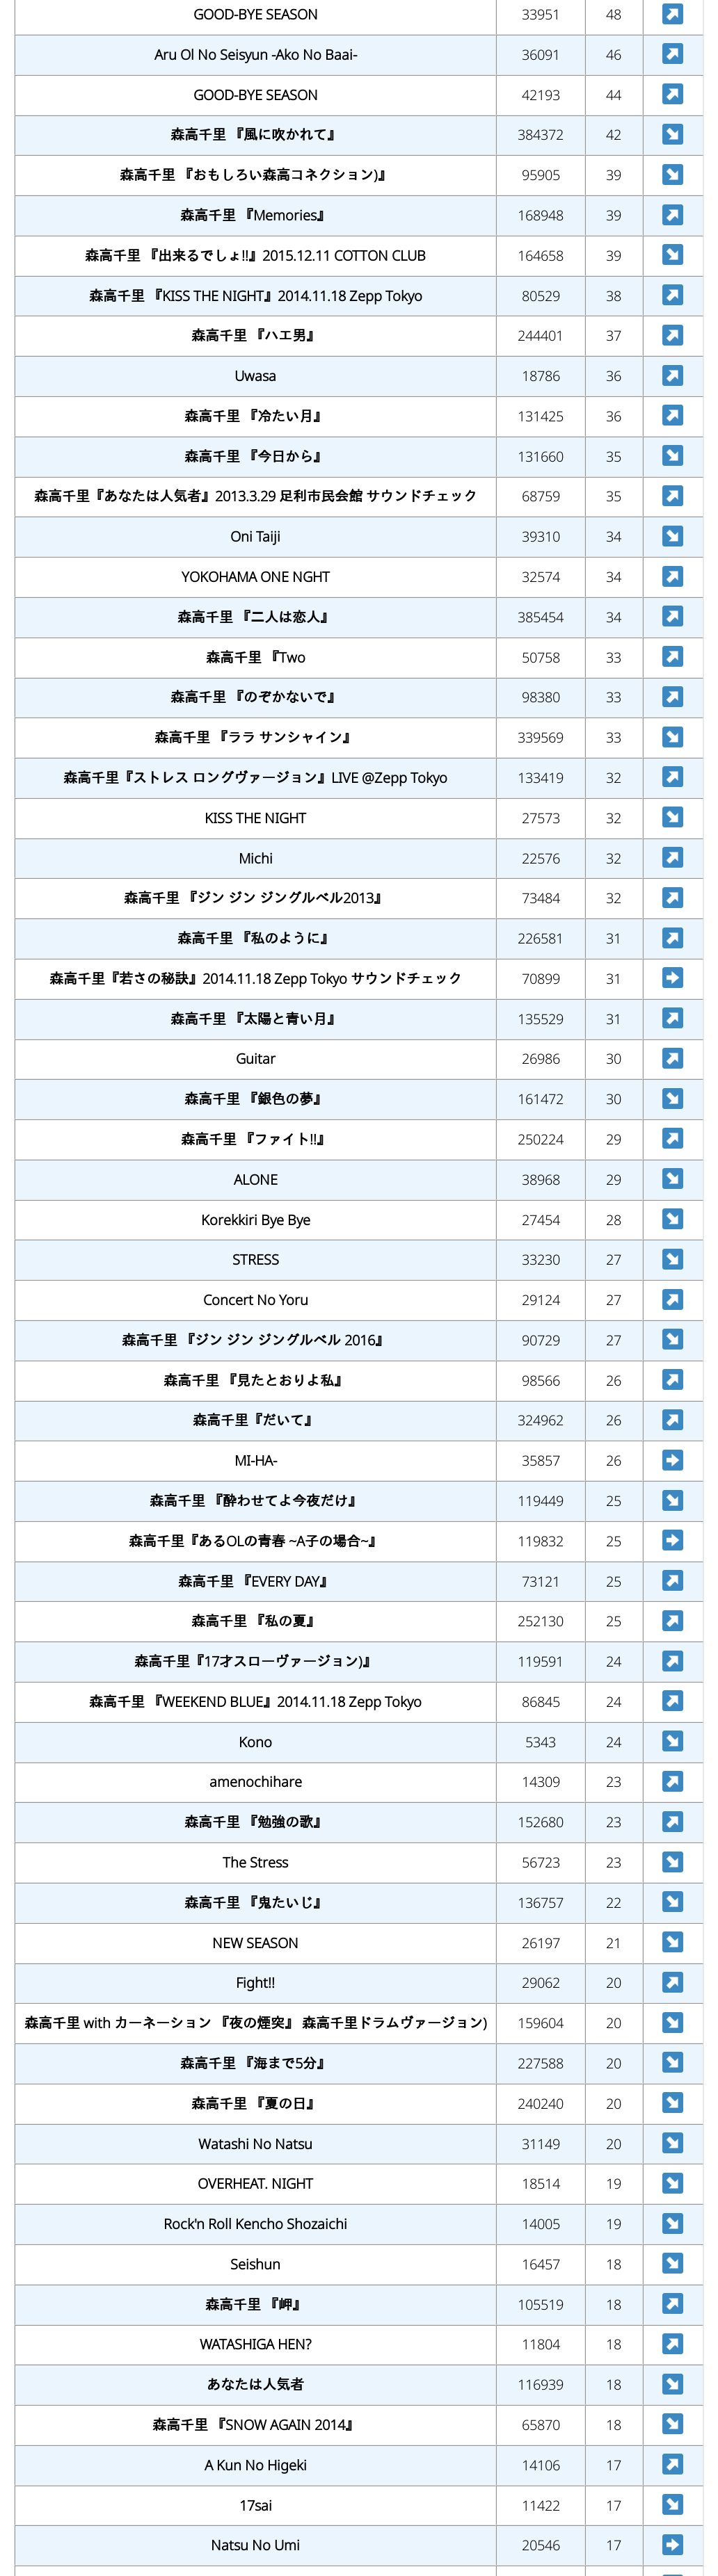 GOOD-BYE SEASON 33951 48
Aru Ol No Seisyun -Ako No Baai- 36091 46
GOOD-BYE SEASON 42193 44
森高千里 『風に吹かれて』 384372 42
森高千里 『おもしろい森高コネクション)』 95905 39
森高千里 『Memories』 168948 39
森高千里 『出来るでしょ!!』2015.12.11 COTTON CLUB 164658 39
森高千里 『KISS THE NIGHT』2014.11.18 Zepp Tokyo 80529 38
森高千里 『ハエ男』 244401 37
Uwasa 18786 36
森高千里 『冷たい月』 131425 36
森高千里 『今日から』 131660 35
森高千里『あなたは人気者』2013.3.29 足利市民会館 サウンドチェック 68759 35
Oni Taiji 39310 34
YOKOHAMA ONE NGHT 32574 34
森高千里 『二人は恋人』 385454 34
森高千里 『Two 50758 33
森高千里 『のぞかないで』 98380 33
森高千里 『ララ サンシャイン』 339569 33
森高千里『ストレス ロングヴァージョン』LIVE @Zepp Tokyo 133419 32
KISS THE NIGHT 27573 32
Michi 22576 32
森高千里 『ジン ジン ジングルベル2013』 73484 32
森高千里 『私のように』 226581 31
森高千里『若さの秘訣』2014.11.18 Zepp Tokyo サウンドチェック 70899 31
森高千里 『太陽と青い月』 135529 31
Guitar 26986 30
森高千里 『銀色の夢』 161472 30
森高千里 『ファイト!!』 250224 29
ALONE 38968 29
Korekkiri Bye Bye 27454 28
STRESS 33230 27
Concert No Yoru 29124 27
森高千里 『ジン ジン ジングルベル 2016』 90729 27
森高千里 『見たとおりよ私』 98566 26
森高千里『だいて』 324962 26
MI-HA- 35857 26
森高千里 『酔わせてよ今夜だけ』 119449 25
森高千里『あるOLの青春 ~A子の場合~』 119832 25
森高千里 『EVERY DAY』 73121 25
森高千里 『私の夏』 252130 25
森高千里『17才スローヴァージョン)』 119591 24
森高千里 『WEEKEND BLUE』2014.11.18 Zepp Tokyo 86845 24
Kono 5343 24
amenochihare 14309 23
森高千里 『勉強の歌』 152680 23
The Stress 56723 23
森高千里 『鬼たいじ』 136757 22
NEW SEASON 26197 21
Fight!! 29062 20
森高千里 with カーネーション 『夜の煙突』 森高千里ドラムヴァージョン) 159604 20
森高千里 『海まで5分』 227588 20
森高千里 『夏の日』 240240 20
Watashi No Natsu 31149 20
OVERHEAT. NIGHT 18514 19
Rock'n Roll Kencho Shozaichi 14005 19
Seishun 16457 18
森高千里 『岬』 105519 18
WATASHIGA HEN? 11804 18
あなたは人気者 116939 18
森高千里 『SNOW AGAIN 2014』 65870 18
A Kun No Higeki 14106 17
17sai 11422 17
Natsu No Umi 20546 17